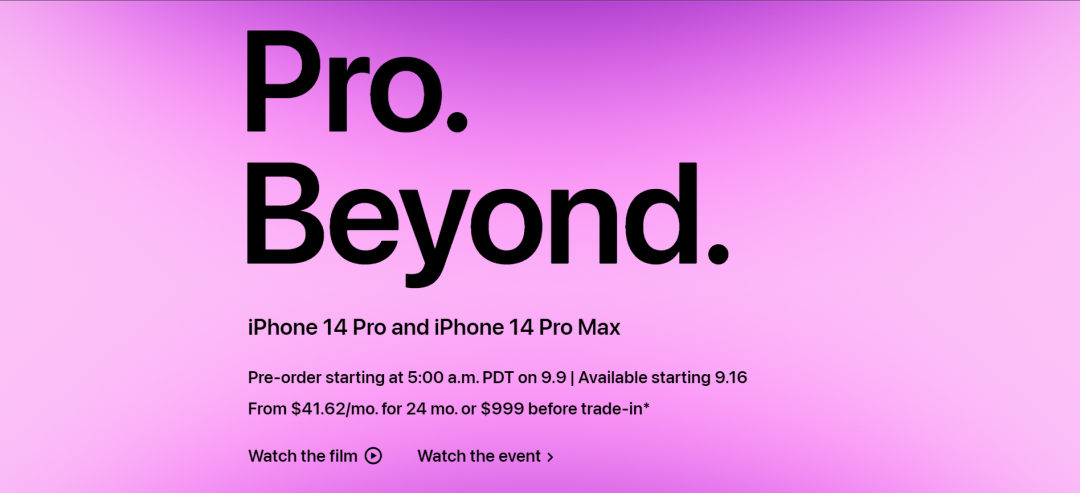 Pro.
Beyond.
iPhone 14 Pro and iPhone 14 Pro Max
Pre-order starting at 5:00 a.m. PDT on 9.9 | Available starting 9.16
From $41.62/mo. for 24 mo. or $999 before trade-in*
Watch the film Watch the event >